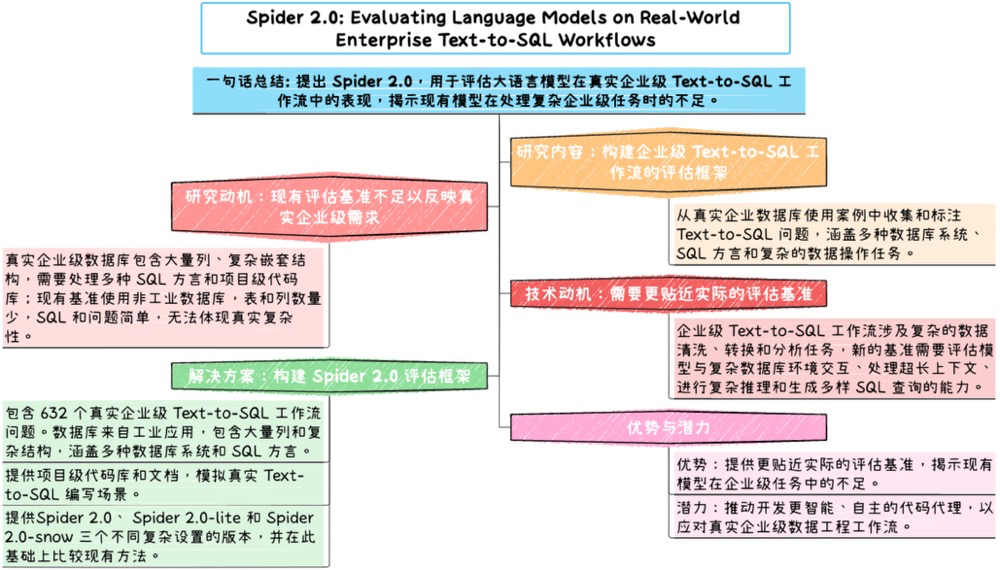 Spider 2.0: Evaluating Language Models on Real-World
Enterprise Text-to-SQL Workflows
一句话总结: 提出 Spider 2.0，用于评估大语言模型在真实企业级 Text-to-SQL 工
作流中的表现，揭示现有模型在处理复杂企业级任务时的不足。
研究内容：构建企业级 Text-to-SQL 工
作流的评估框架
从真实企业数据库使用案例中收集和标注
Text-to-SQL 问题，涵盖多种数据库系统、
SQL 方言和复杂的数据操作任务。
研究动机：现有评估基准不足以反映真
实企业级需求
真实企业级数据库包含大量列、复杂嵌套结
构，需要处理多种 SQL 方言和项目级代码
库；现有基准使用非工业数据库，表和列数量
少，SQL 和问题简单，无法体现真实复杂
性。
技术动机：需要更贴近实际的评估基准
企业级 Text-to-SQL 工作流涉及复杂的数据
清洗、转换和分析任务，新的基准需要评估模
型与复杂数据库环境交互、处理超长上下文、
进行复杂推理和生成多样 SQL 查询的能力。
解决方案：构建 Spider 2.0 评估框架
包含 632 个真实企业级 Text-to-SQL 工作流
问题。数据库来自工业应用，包含大量列和复
杂结构，涵盖多种数据库系统和 SQL 方言。
提供项目级代码库和文档，模拟真实 Text-
to-SQL 编写场景。
提供Spider 2.0、 Spider 2.0-lite 和 Spider
2.0-snow 三个不同复杂设置的版本，并在此
基础上比较现有方法。
优势与潜力
优势：提供更贴近实际的评估基准，揭示现有
模型在企业任务中的不足。
潜力：推动开发更智能、自主的代码代理，以
应对真实企业级数据工程工作流。